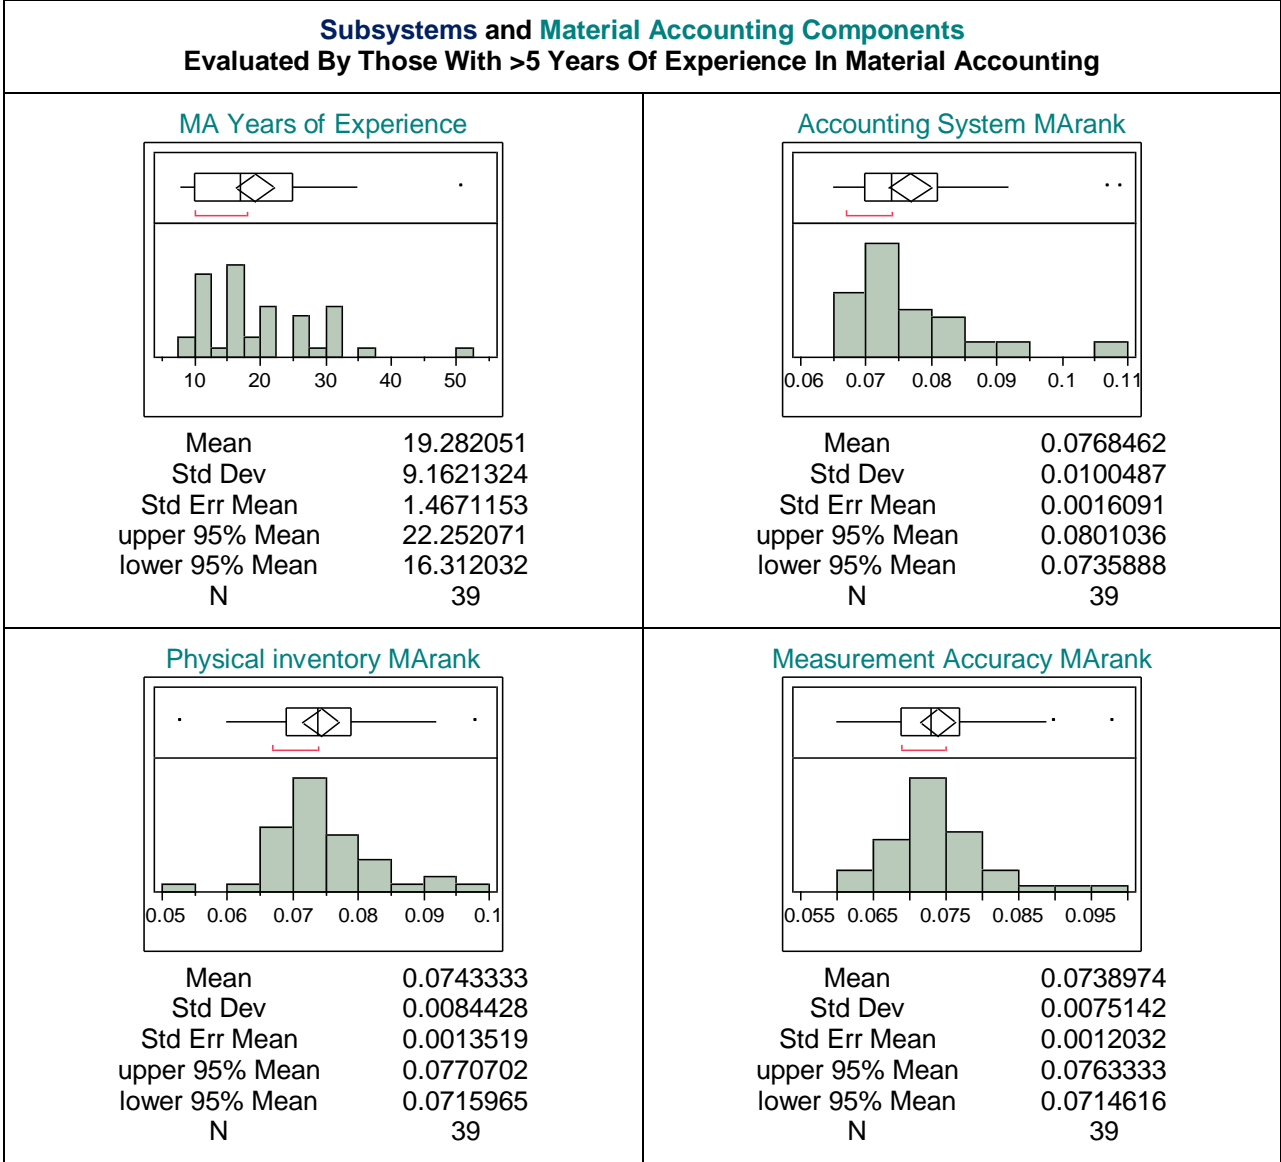 Subsystems and Material Accounting Components
Evaluated By Those With >5 Years Of Experience In Material Accounting
MA Years of Experience
10 20 30 40 50
Mean 19.282051
Std Dev 9.1621324
Std Err Mean 1.4671153
upper 95% Mean 22.252071
lower 95% Mean 16.312032
N 39
Accounting System MArank
0.06 0.07 0.08 0.09 0.1 0.11
Mean 0.0768462
Std Dev 0.0100487
Std Err Mean 0.0016091
upper 95% Mean 0.0801036
lower 95% Mean 0.0735888
N 39
Physical inventory MArank
0.05 0.06 0.07 0.08 0.09 0.1
Mean 0.0743333
Std Dev 0.0084428
Std Err Mean 0.0013519
upper 95% Mean 0.0770702
lower 95% Mean 0.0715965
N 39
Measurement Accuracy MArank
0.055 0.065 0.075 0.085 0.095
Mean 0.0738974
Std Dev 0.0075142
Std Err Mean 0.0012032
upper 95% Mean 0.0763333
lower 95% Mean 0.0714616
N 39